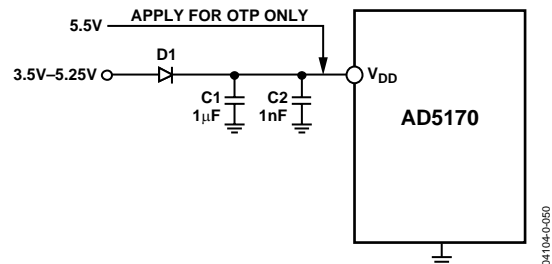 APPLY FOR OTP ONLY
5.5V
D1
3.5V–5.25V
VDD
C1
1μF
C2
1nF
AD5170
04104-0-050